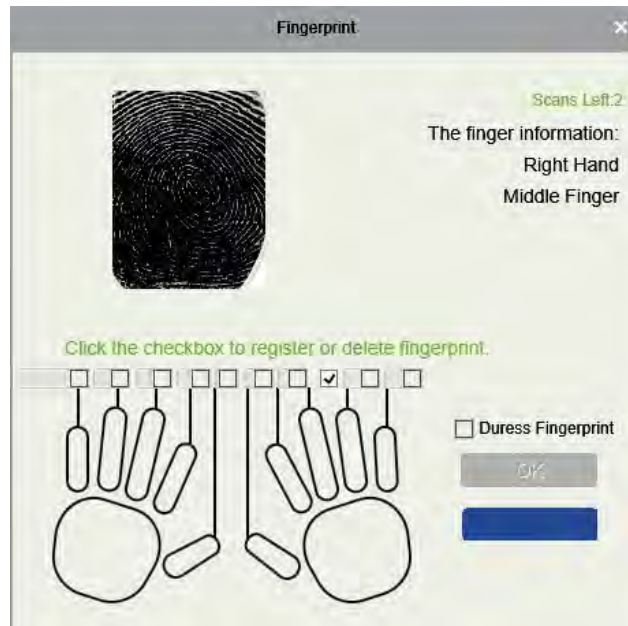 Fingerprint
Scans Left:2
The finger information:
Right Hand
Middle Finger
Click the checkbox to register or delete fingerprint.
Duress Fingerprint
OK